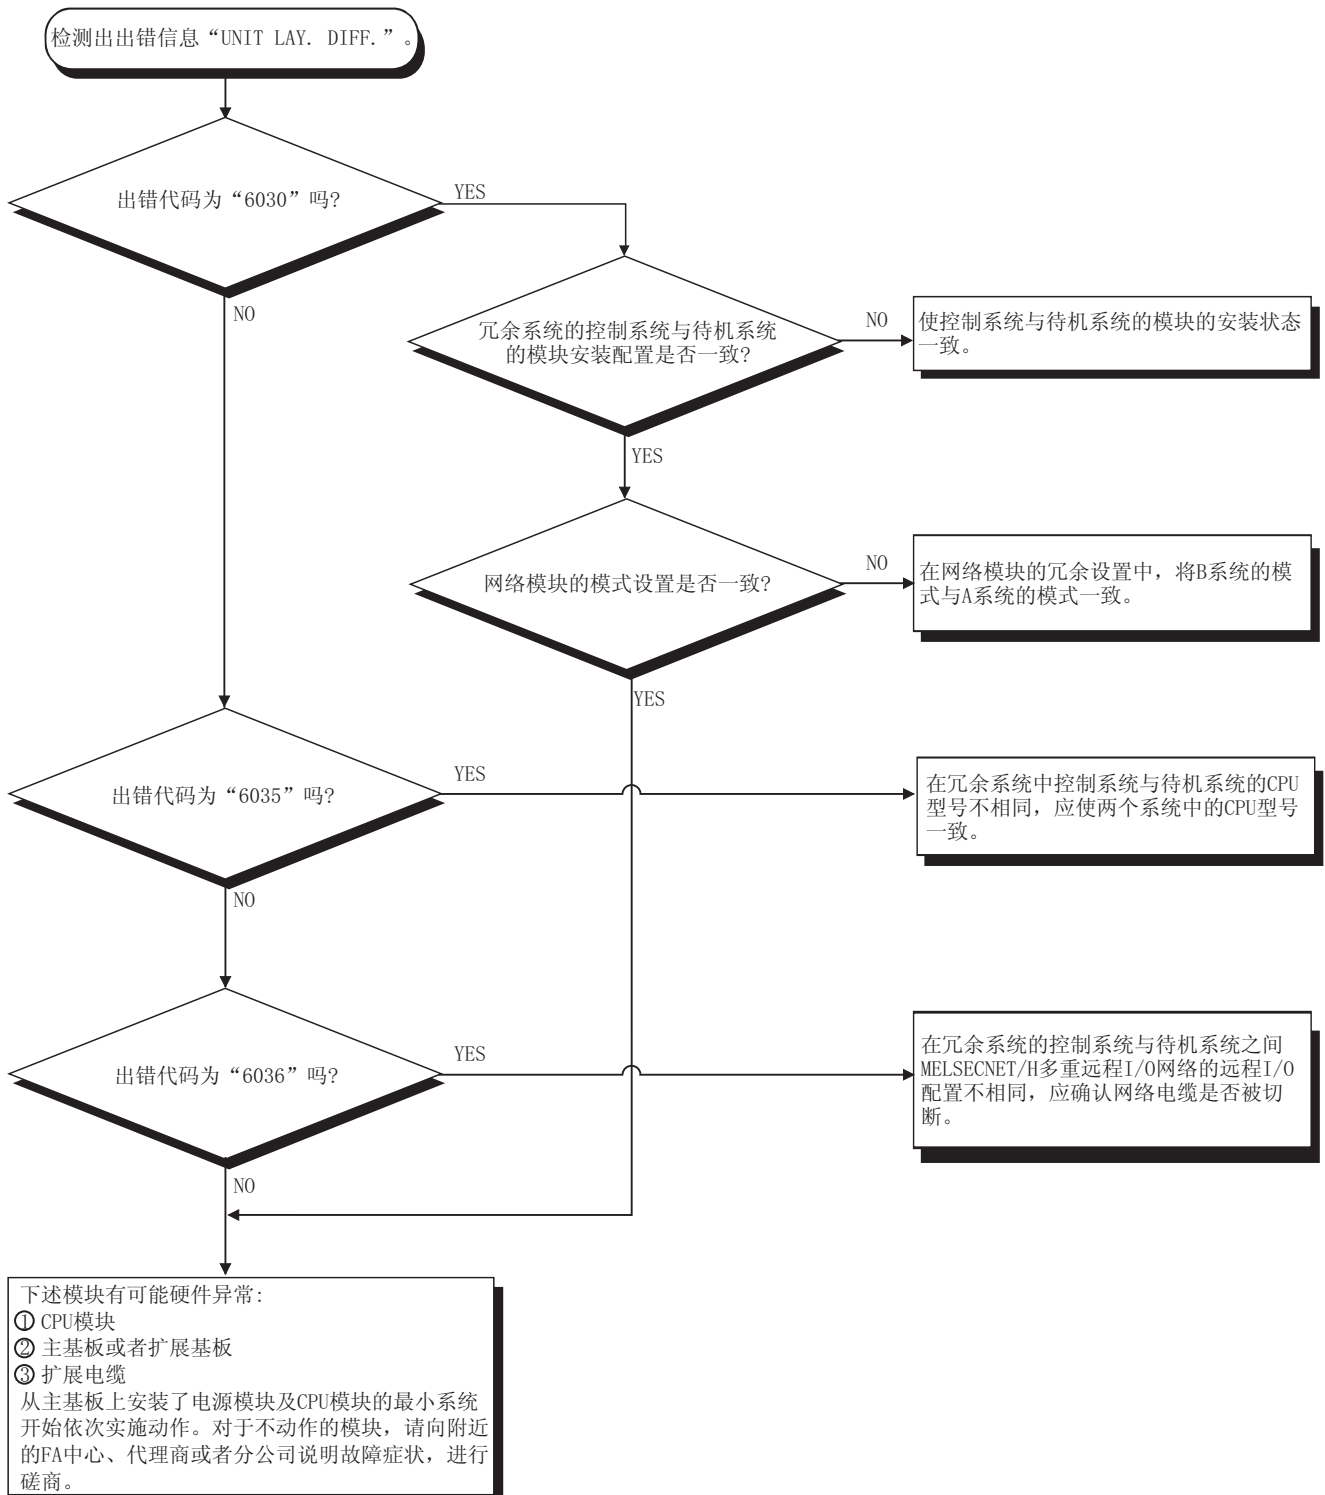 检测出出错信息“UNIT LAY. DIFF.”。
出错代码为“6030”吗?
YES
NO
冗余系统的控制系统与待机系统
的模块安装配置是否一致?
NO
使控制系统与待机系统的模块的安装状态
一致。
YES
网络模块的模式设置是否一致?
NO
在网络模块的冗余设置中，将B系统的模
式与A系统的模式一致。
YES
出错代码为“6035”吗?
YES
在冗余系统中控制系统与待机系统的CPU
型号不相同，应使两个系统中的CPU型号
一致。
NO
出错代码为“6036”吗?
YES
在冗余系统的控制系统与待机系统之间
MELSECNET/H多重远程I/O网络的远程I/O
配置不相同，应确认网络电缆是否被切
断。
NO
下述模块有可能硬件异常:
① CPU模块
② 主基板或者扩展基板
③ 扩展电缆
从主基板上安装了电源模块及CPU模块的最小系统
开始依次实施动作。对于不动作的模块，请向附近
的FA中心、代理商或者分公司说明故障症状，进行
磋商。